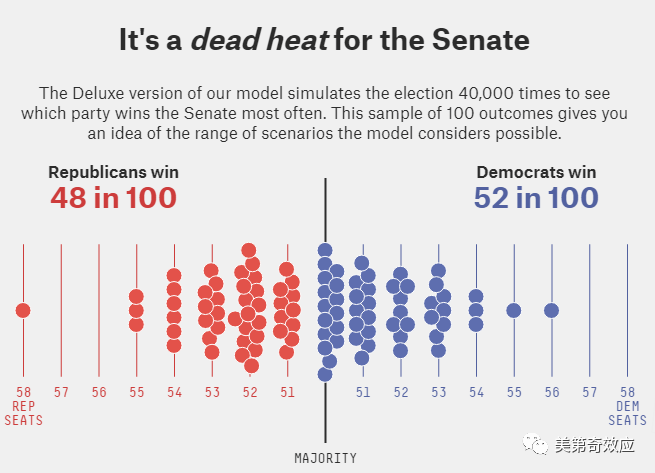 It's a dead heat for the Senate
The Deluxe version of our model simulates the election 40,000 times to see
which party wins the Senate most often. This sample of 100 outcomes gives you
an idea of the range of scenarios the model considers possible.
Republicans win
48 in 100
Democrats win
52 in 100
58 57 56 55 54 53 52 51 51 52 53 54 55 56 57 58
REP
SEATS
DEM
SEATS
MAJORITY
美第奇效应